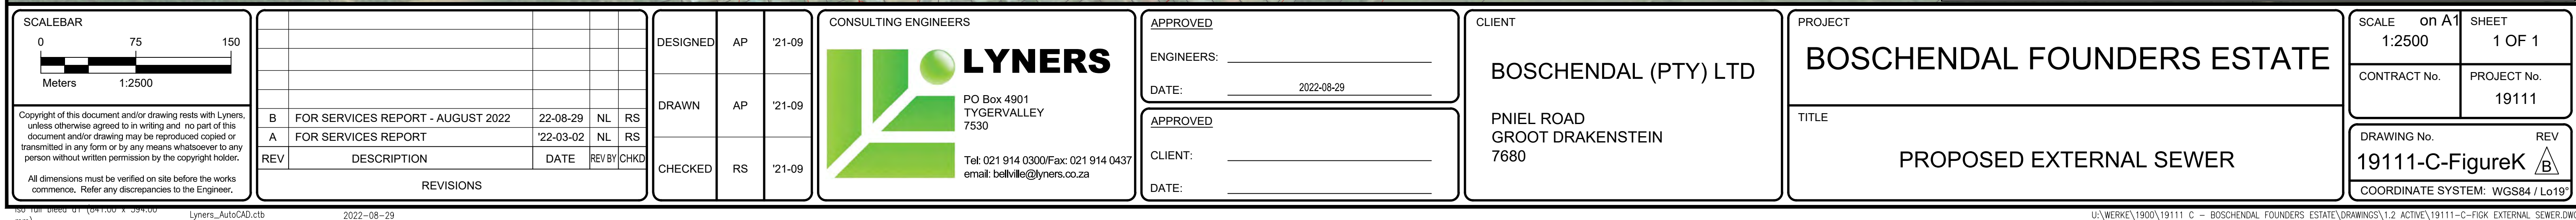 SCALEBAR
0 75 150
Meters 1:2500
Copyright of this document and/or drawing rests with Lyners,
unless otherwise agreed to in writing and no part of this
document and/or drawing may be reproduced copied or
transmitted in any form or by any means whatsoever to any
person without written permission by the copyright holder.
All dimensions must be verified on site before the works
commence. Refer any discrepancies to the Engineer.
B FOR SERVICES REPORT - AUGUST 2022 22-08-29 NL RS
A FOR SERVICES REPORT '22-03-02 NL RS
REV DESCRIPTION DATE REV BY CHKD
REVISIONS
DESIGNED AP '21-09
DRAWN AP '21-09
CHECKED RS '21-09
CONSULTING ENGINEERS
LYNERS
PO Box 4901
TYGERVALLEY
7530
Tel: 021 914 0300/Fax: 021 914 0437
email: bellville@lyners.co.za
APPROVED
ENGINEERS:
DATE: 2022-08-29
APPROVED
CLIENT:
DATE:
CLIENT
BOSCHENDAL (PTY) LTD
PNIEL ROAD
GROOT DRAKENSTEIN
7680
PROJECT
BOSCHENDAL FOUNDERS ESTATE
TITLE
PROPOSED EXTERNAL SEWER
SCALE on A1
1:2500
SHEET
1 OF 1
CONTRACT No.
PROJECT No.
19111
DRAWING No. REV
19111-C-FigureK B
COORDINATE SYSTEM: WGS84 / Lo19°
iso full bleed a1 (841.00 x 594.00
Lyners_AutoCAD.ctb
2022-08-29
U:\WERKE\1900\19111 C - BOSCHENDAL FOUNDERS ESTATE\DRAWINGS\1.2 ACTIVE\19111-C-FIGK EXTERNAL SEWER.DW